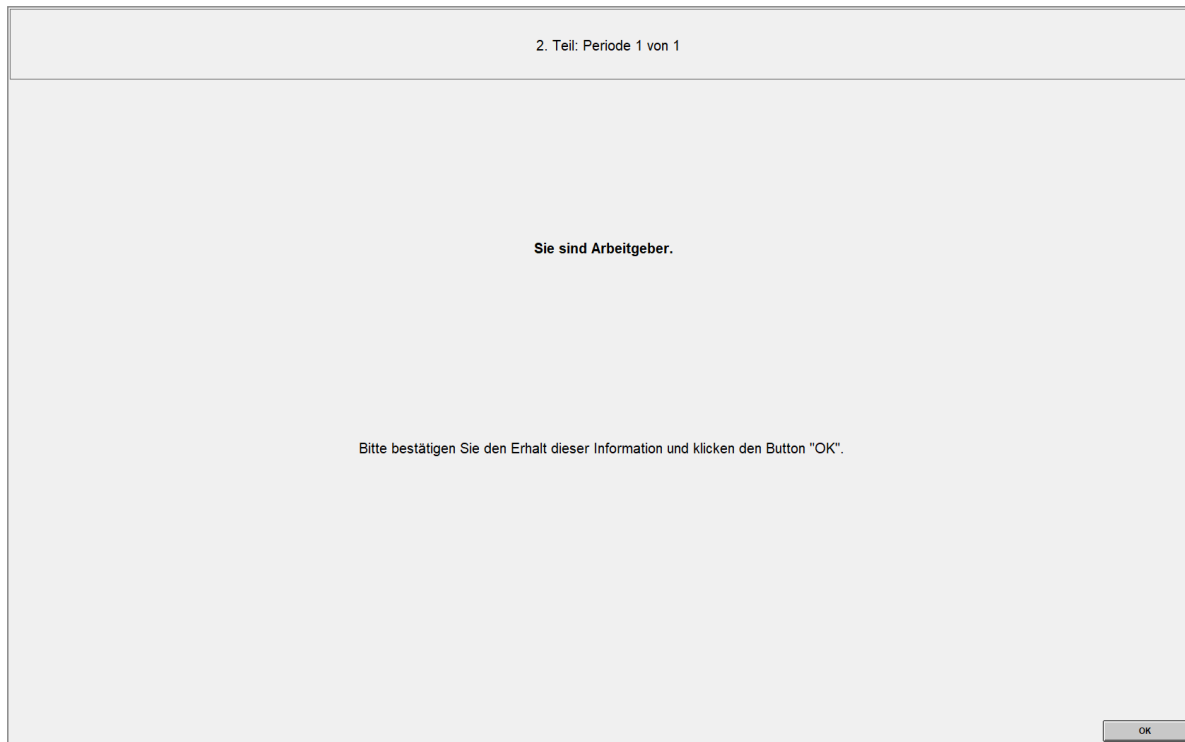 2. Teil: Periode 1 von 1
Sie sind Arbeitgeber.
Bitte bestätigen Sie den Erhalt dieser Information und klicken den Button "OK".
OK